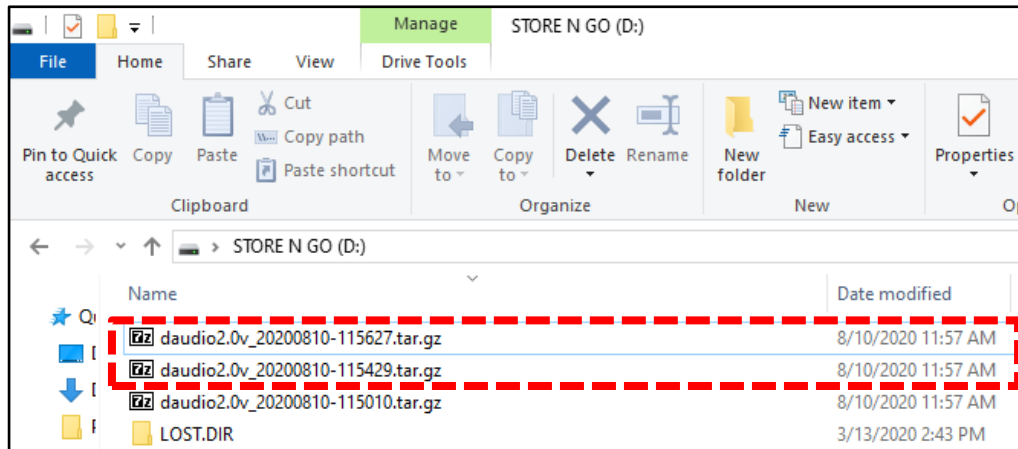 Manage STORE N GO (D:)
File Home Share View Drive Tools
Pin to Quick access
Copy
Paste
Cut
Copy path
Paste shortcut
Move to
Copy to
Delete
Rename
New folder
New item
Easy access
Properties
Clipboard Organize New
STORE N GO (D:)
Name Date modified
daudio2.0v_20200810-115627.tar.gz 8/10/2020 11:57 AM
daudio2.0v_20200810-115429.tar.gz 8/10/2020 11:57 AM
daudio2.0v_20200810-115010.tar.gz 8/10/2020 11:57 AM
LOST.DIR 3/13/2020 2:43 PM